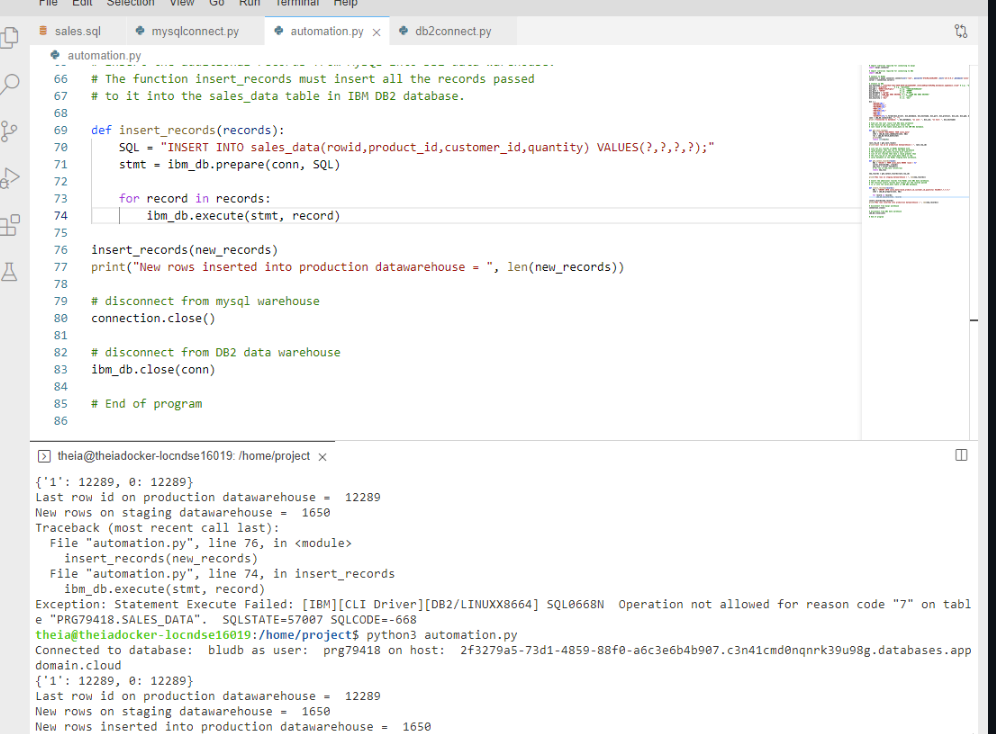 File Edit Selection View Go Run Terminal Help
sales.sql mysqlconnect.py automation.py × db2connect.py
automation.py
66 # The function insert_records must insert all the records passed
67 # to it into the sales_data table in IBM DB2 database.
68
69 def insert_records(records):
70 SQL = "INSERT INTO sales_data(rowid,product_id,customer_id,quantity) VALUES(?,?,?,?);"
71 stmt = ibm_db.prepare(conn, SQL)
72
73 for record in records:
74 ibm_db.execute(stmt, record)
75
76 insert_records(new_records)
77 print("New rows inserted into production datawarehouse = ", len(new_records))
78
79 # disconnect from mysql warehouse
80 connection.close()
81
82 # disconnect from DB2 data warehouse
83 ibm_db.close(conn)
84
85 # End of program
86
theia@theiadocker-locndse16019: /home/project ×
{'1': 12289, 0: 12289}
Last row id on production datawarehouse = 12289
New rows on staging datawarehouse = 1650
Traceback (most recent call last):
File "automation.py", line 76, in <module>
insert_records(new_records)
File "automation.py", line 74, in insert_records
ibm_db.execute(stmt, record)
Exception: Statement Execute Failed: [IBM][CLI Driver][DB2/LINUXX8664] SQL0668N Operation not allowed for reason code "7" on tabl
e "PRG79418.SALES_DATA". SQLSTATE=57007 SQLCODE=-668
theia@theiadocker-locndse16019:/home/project$ python3 automation.py
Connected to database: bludb as user: prg79418 on host: 2f3279a5-73d1-4859-88f0-a6c3e6b4b907.c3n41cmd0nqnrk39u98g.databases.app
domain.cloud
{'1': 12289, 0: 12289}
Last row id on production datawarehouse = 12289
New rows on staging datawarehouse = 1650
New rows inserted into production datawarehouse = 1650